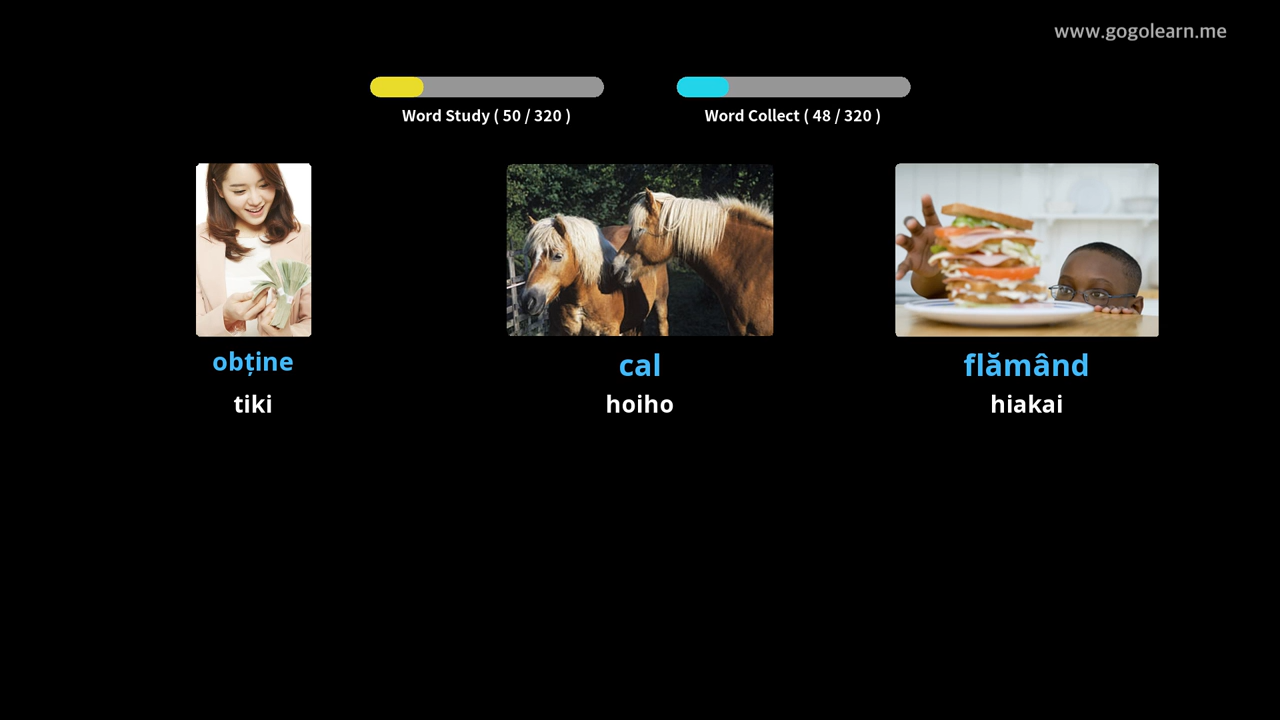 www.gogolearn.me
Word Study ( 50 / 320 )
Word Collect ( 48 / 320 )
obține
cal
flămând
tiki
hoiho
hiakai